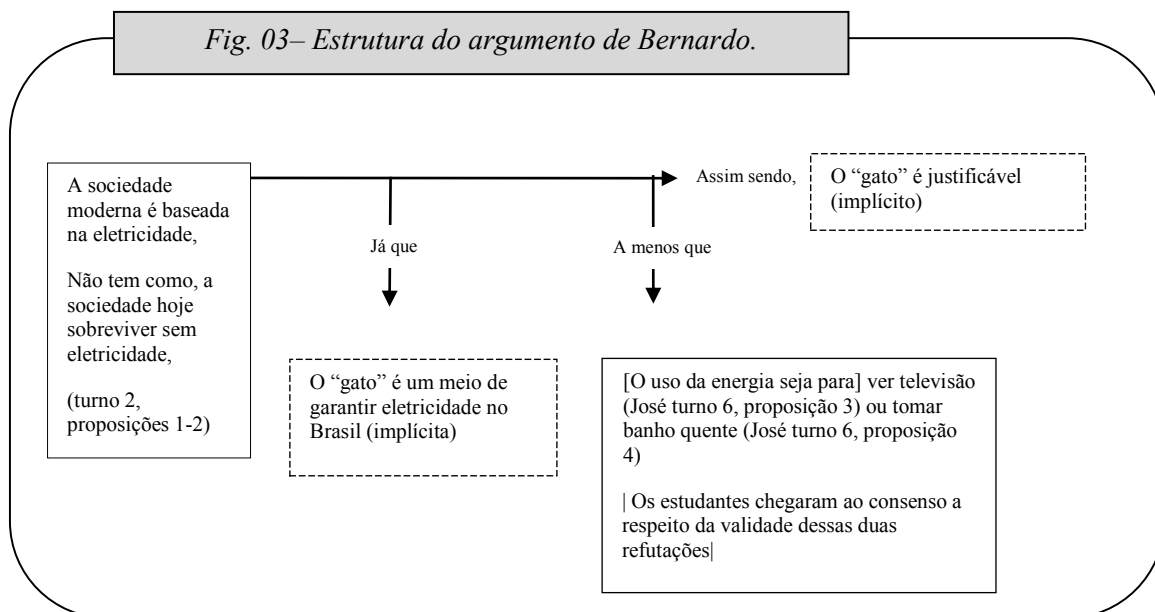 Fig. 03– Estrutura do argumento de Bernardo.
A sociedade
moderna é baseada
na eletricidade,
Não tem como, a
sociedade hoje
sobreviver sem
eletricidade,
(turno 2,
proposições 1-2)
Já que
A menos que
Assim sendo,
O “gato” é justificável
(implícito)
O “gato” é um meio de
garantir eletricidade no
Brasil (implícita)
[O uso da energia seja para] ver televisão
(José turno 6, proposição 3) ou tomar
banho quente (José turno 6, proposição
4)
| Os estudantes chegaram ao consenso a
respeito da validade dessas duas
refutações|